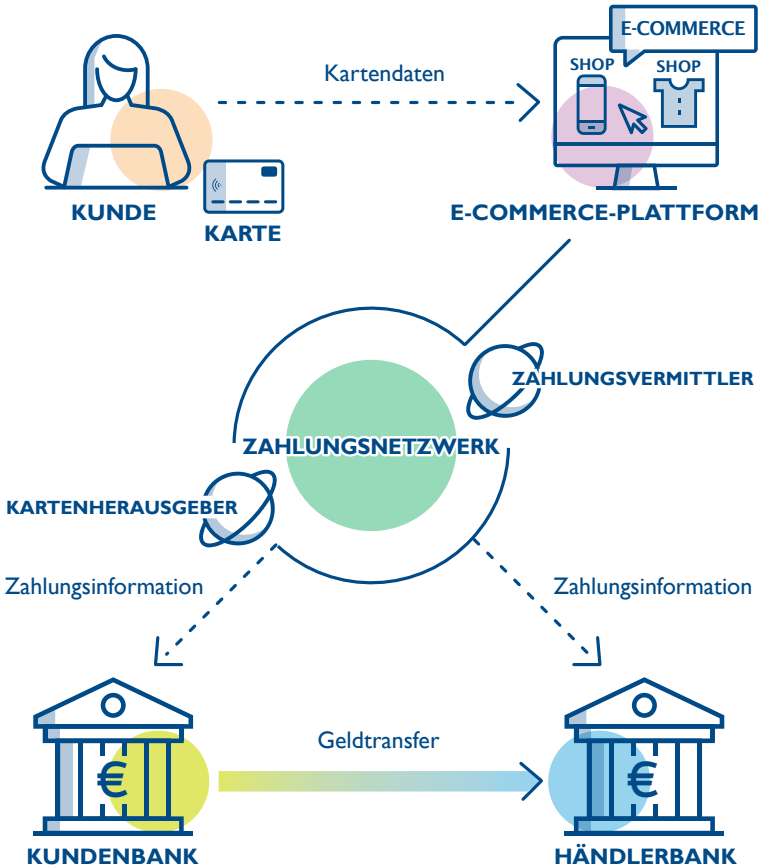 E-COMMERCE
SHOP
SHOP
Kartendaten
KUNDE
KARTE
E-COMMERCE-PLATTFORM
ZAHLUNGSVERMITTLER
ZAHLUNGSNETZWERK
KARTENHERAUSGEBER
Zahlungsinformation
Zahlungsinformation
€
Geldtransfer
€
KUNDENBANK
HÄNDLERBANK